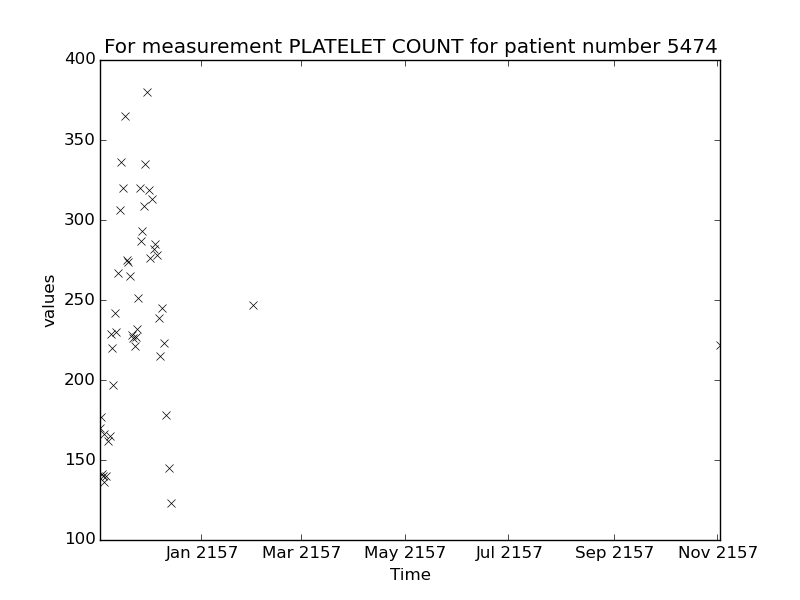 For measurement PLATELET COUNT for patient number 5474
400
350
300
250
200
150
100
values
Jan 2157 Mar 2157 May 2157 Jul 2157 Sep 2157 Nov 2157
Time